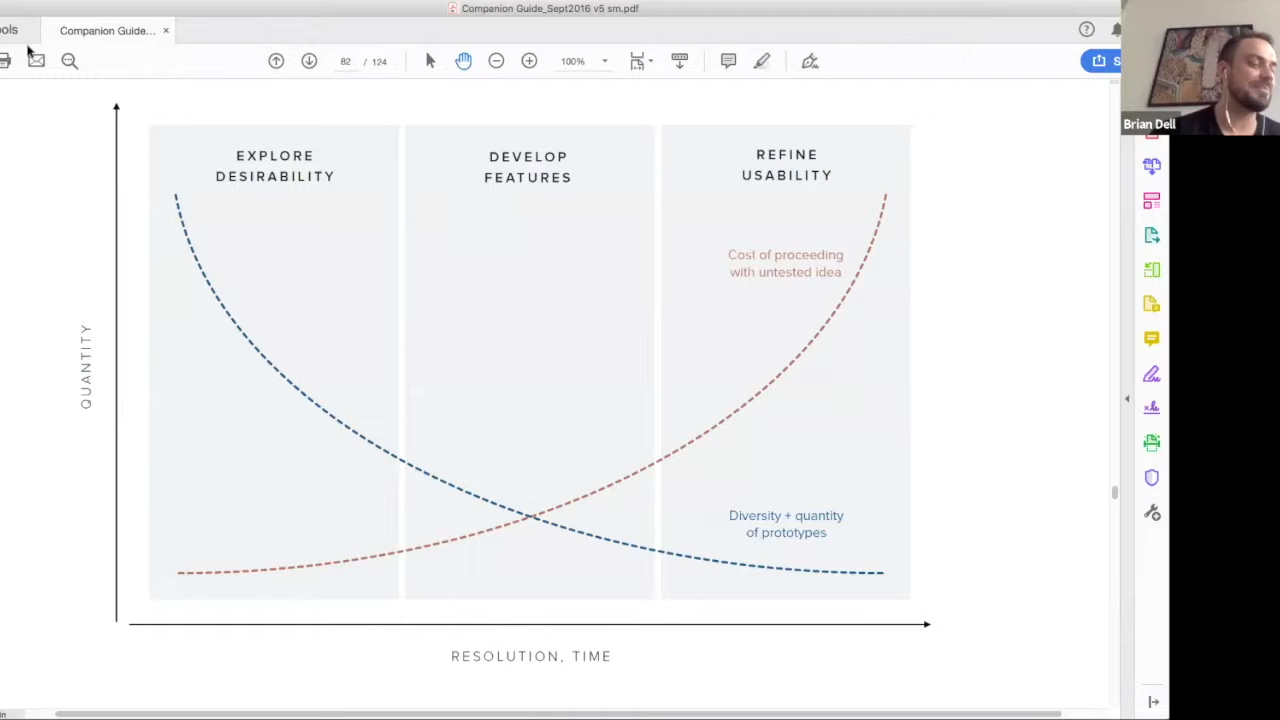 Companion Guide_Sept2016 v5 sm.pdf
ools
Companion Guide... ×
82 / 124
100%
S
Brian Dell
EXPLORE
DESIRABILITY
DEVELOP
FEATURES
REFINE
USABILITY
Cost of proceeding
with untested idea
QUANTITY
Diversity + quantity
of prototypes
RESOLUTION, TIME
in